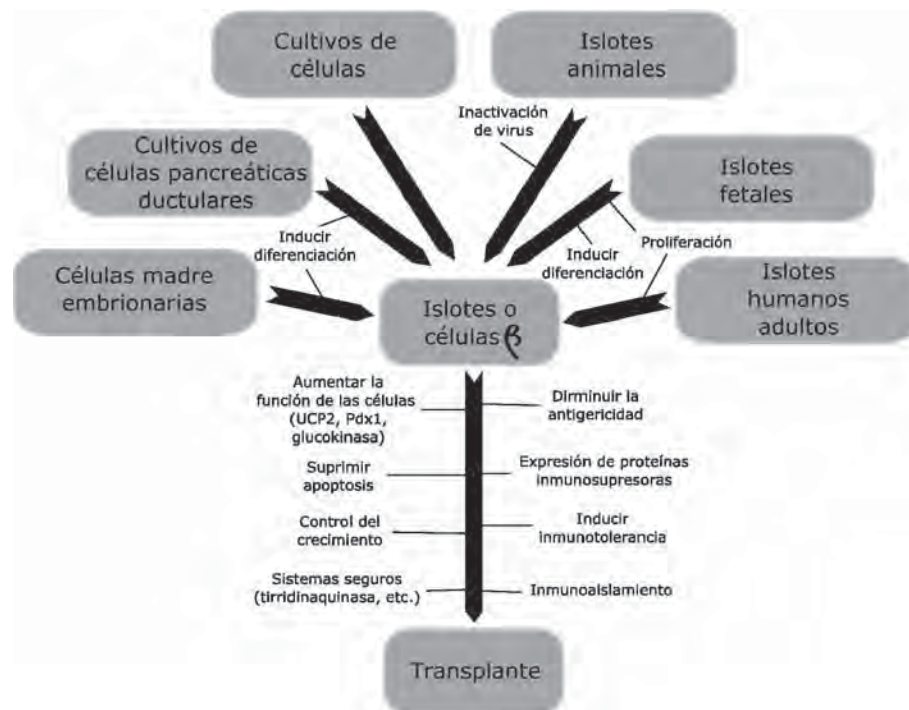 Cultivos de
células
Islotes
animales
Inactivación
de virus
Cultivos de
células pancreáticas
ductulares
Islotes
fetales
Inducir
diferenciación
Inducir
diferenciación
Proliferación
Células madre
embrionarias
Islotes o
células β
Islotes
humanos
adultos
Aumentar la
función de las células
(UCP2, Pdx1,
glucokinasa)
Dirminuir la
antigericidad
Suprimir
apoptosis
Expresión de proteínas
inmunosupresoras
Control del
crecimiento
Inducir
inmunotolerancia
Sistemas seguros
(tirridinaquinasa, etc.)
Inmunoaislamiento
Transplante